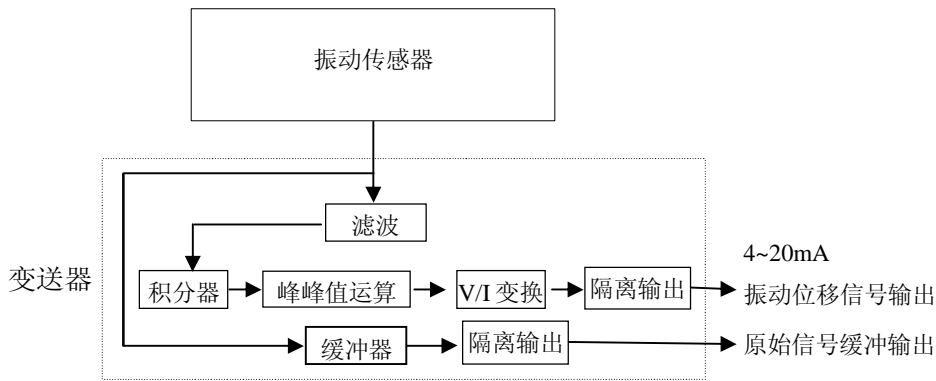 振动传感器
滤波
变送器
4~20mA
积分器
峰峰值运算
V/I 变换
隔离输出
振动位移信号输出
缓冲器
隔离输出
原始信号缓冲输出